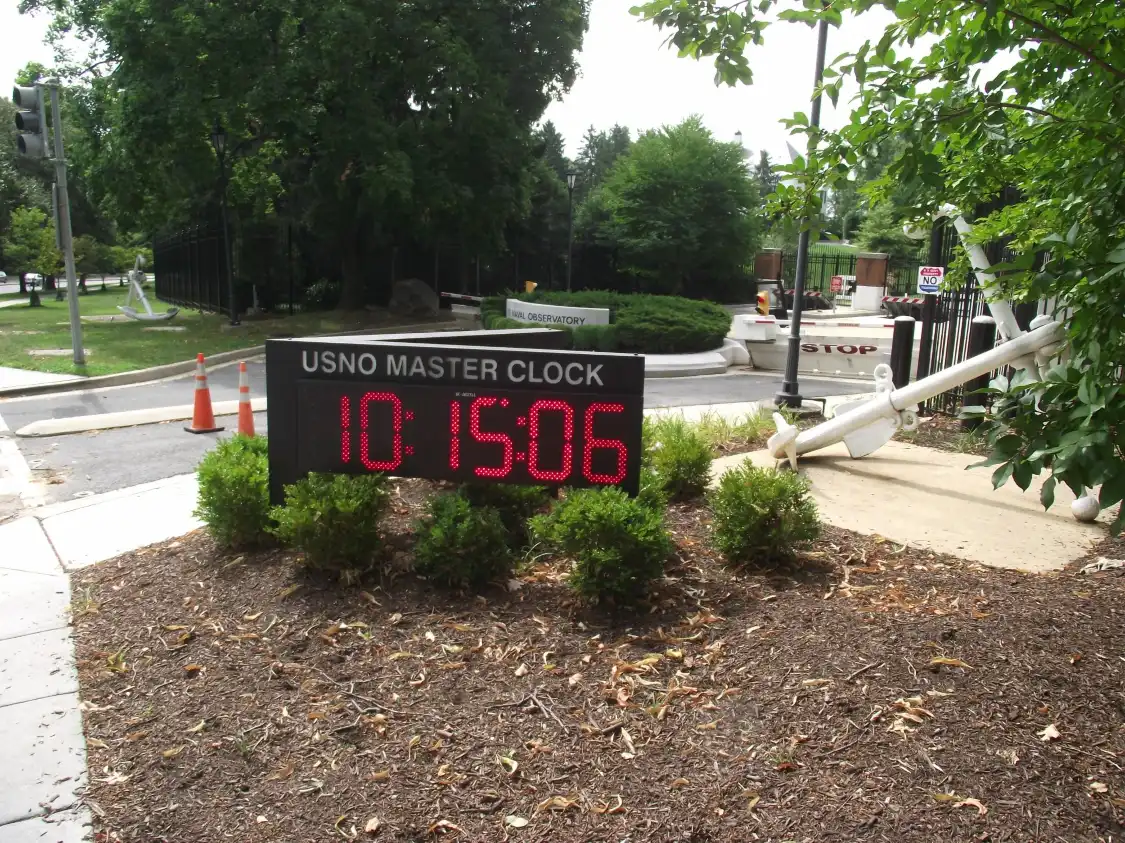 USNO MASTER CLOCK
10:15:06
NAVAL OBSERVATORY
STOP
NO